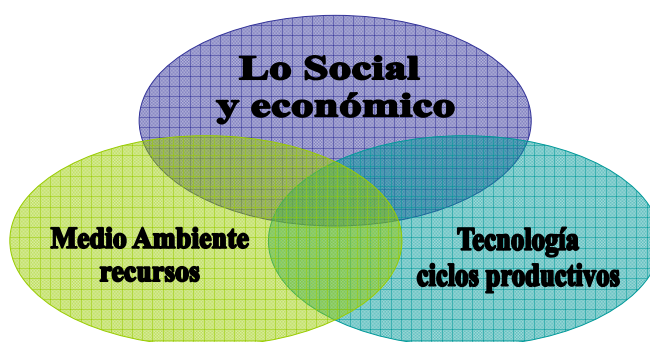 Lo Social
y económico
Medio Ambiente
recursos
Tecnología
ciclos productivos